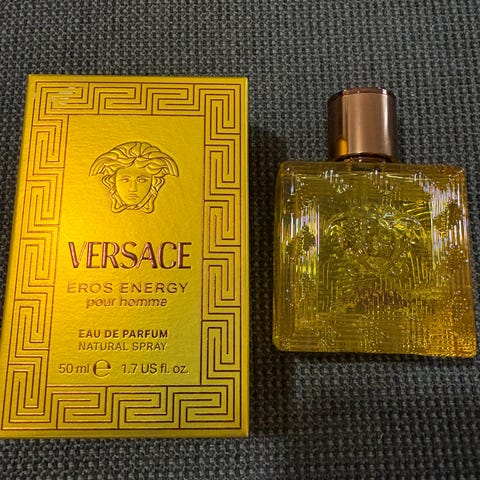 VERSACE
EROS ENERGY
pour homme
EAU DE PARFUM
NATURAL SPRAY
50 ml ℮ 1.7 US fl. oz.